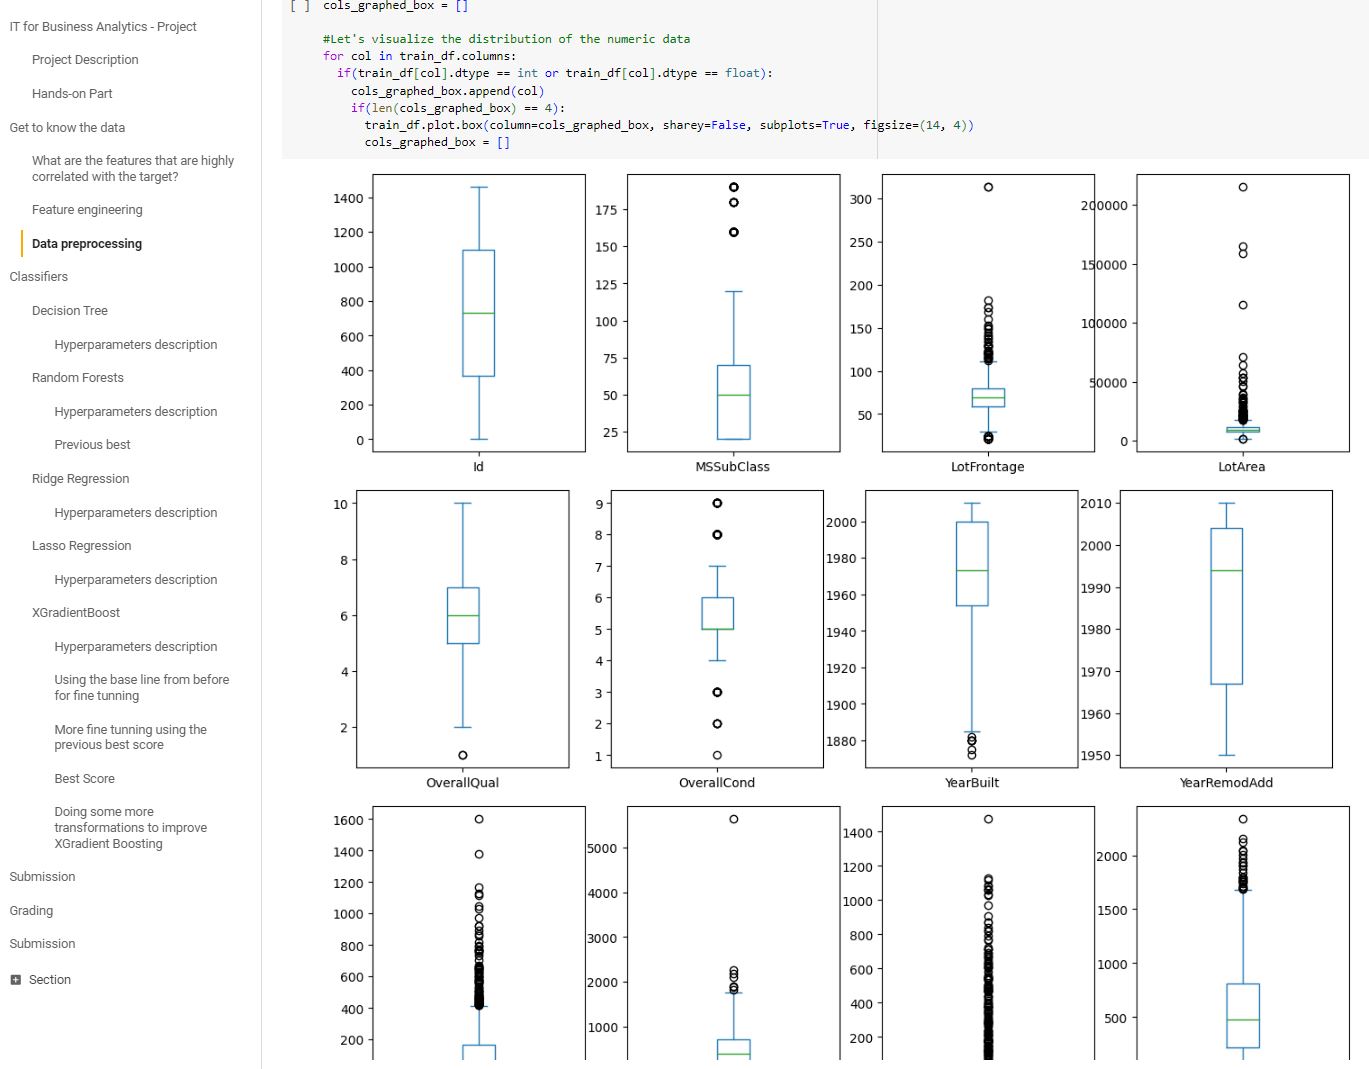 IT for Business Analytics - Project
Project Description
Hands-on Part
Get to know the data
What are the features that are highly
correlated with the target?
Feature engineering
Data preprocessing
Classifiers
Decision Tree
Hyperparameters description
Random Forests
Hyperparameters description
Previous best
Ridge Regression
Hyperparameters description
Lasso Regression
Hyperparameters description
XGradientBoost
Hyperparameters description
Using the base line from before
for fine tunning
More fine tunning using the
previous best score
Best Score
Doing some more
transformations to improve
XGradient Boosting
Submission
Grading
Submission
Section
[ ] cols_graphed_box = []
#Let's visualize the distribution of the numeric data
for col in train_df.columns:
if(train_df[col].dtype == int or train_df[col].dtype == float):
cols_graphed_box.append(col)
if(len(cols_graphed_box) == 4):
train_df.plot.box(column=cols_graphed_box, sharey=False, subplots=True, figsize=(14, 4))
cols_graphed_box = []
1400
1200
1000
800
600
400
200
0
Id
175
150
125
100
75
50
25
MSSubClass
300
250
200
150
100
50
LotFrontage
200000
150000
100000
50000
0
LotArea
10
8
6
4
2
OverallQual
9
8
7
6
5
4
3
2
1
OverallCond
2000
1980
1960
1940
1920
1900
1880
YearBuilt
2010
2000
1990
1980
1970
1960
1950
YearRemodAdd
1600
1400
1200
1000
800
600
400
200
5000
4000
3000
2000
1000
1400
1200
1000
800
600
400
200
2000
1500
1000
500